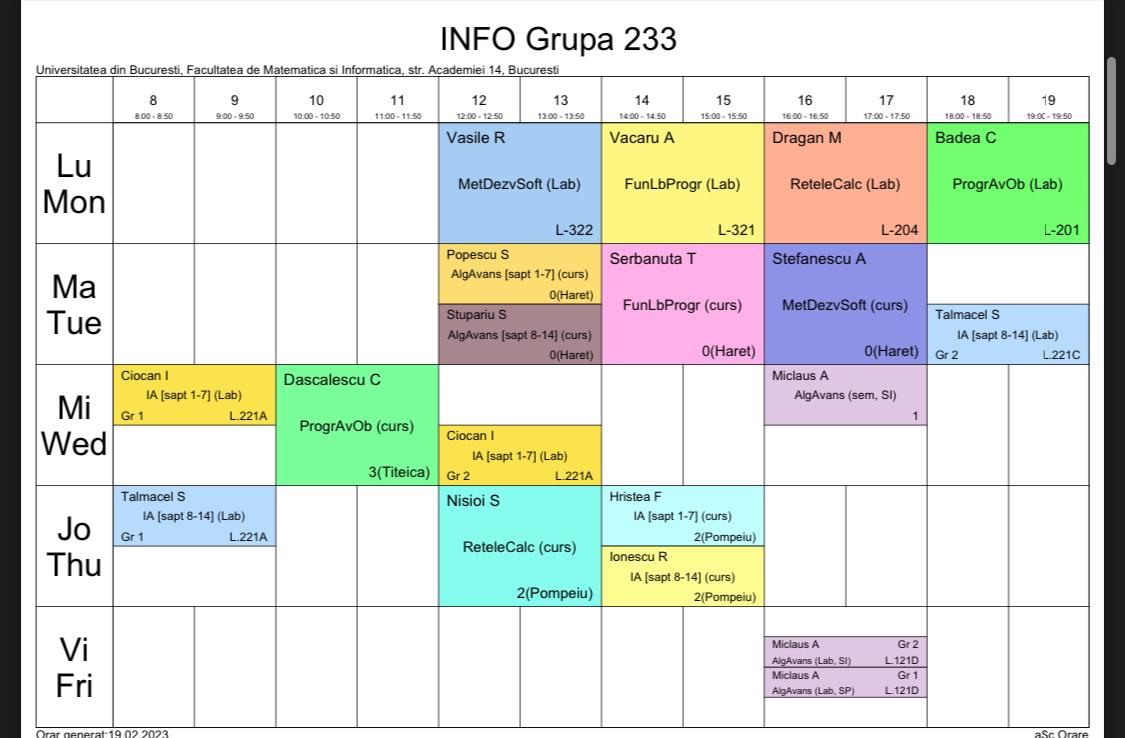 INFO Grupa 233
Universitatea din Bucuresti, Facultatea de Matematica si Informatica, str. Academiei 14, Bucuresti
8 9 10 11 12 13 14 15 16 17 18 19
8:00 - 8:50 9:00 - 9:50 10:00 - 10:50 11:00 - 11:50 12:00 - 12:50 13:00 - 13:50 14:00 - 14:50 15:00 - 15:50 16:00 - 16:50 17:00 - 17:50 18:00 - 18:50 19:00 - 19:50
Lu
Mon
Vasile R
MetDezvSoft (Lab)
L-322
Vacaru A
FunLbProgr (Lab)
L-321
Dragan M
ReteleCalc (Lab)
L-204
Badea C
ProgrAvOb (Lab)
L-201
Ma
Tue
Popescu S
AlgAvans [sapt 1-7] (curs)
0(Haret)
Stupariu S
AlgAvans [sapt 8-14] (curs)
0(Haret)
Serbanuta T
FunLbProgr (curs)
0(Haret)
Stefanescu A
MetDezvSoft (curs)
0(Haret)
Talmacel S
IA [sapt 8-14] (Lab)
Gr 2 L.221C
Mi
Wed
Ciocan I
IA [sapt 1-7] (Lab)
Gr 1 L.221A
Dascalescu C
ProgrAvOb (curs)
3(Titeica)
Ciocan I
IA [sapt 1-7] (Lab)
Gr 2 L.221A
Miclaus A
AlgAvans (sem, SI)
1
Jo
Thu
Talmacel S
IA [sapt 8-14] (Lab)
Gr 1 L.221A
Nisioi S
ReteleCalc (curs)
2(Pompeiu)
Hristea F
IA [sapt 1-7] (curs)
2(Pompeiu)
Ionescu R
IA [sapt 8-14] (curs)
2(Pompeiu)
Vi
Fri
Miclaus A Gr 2
AlgAvans (Lab, SI) L.121D
Miclaus A Gr 1
AlgAvans (Lab, SP) L.121D
Orar generat:19.02.2023 aSc Orare